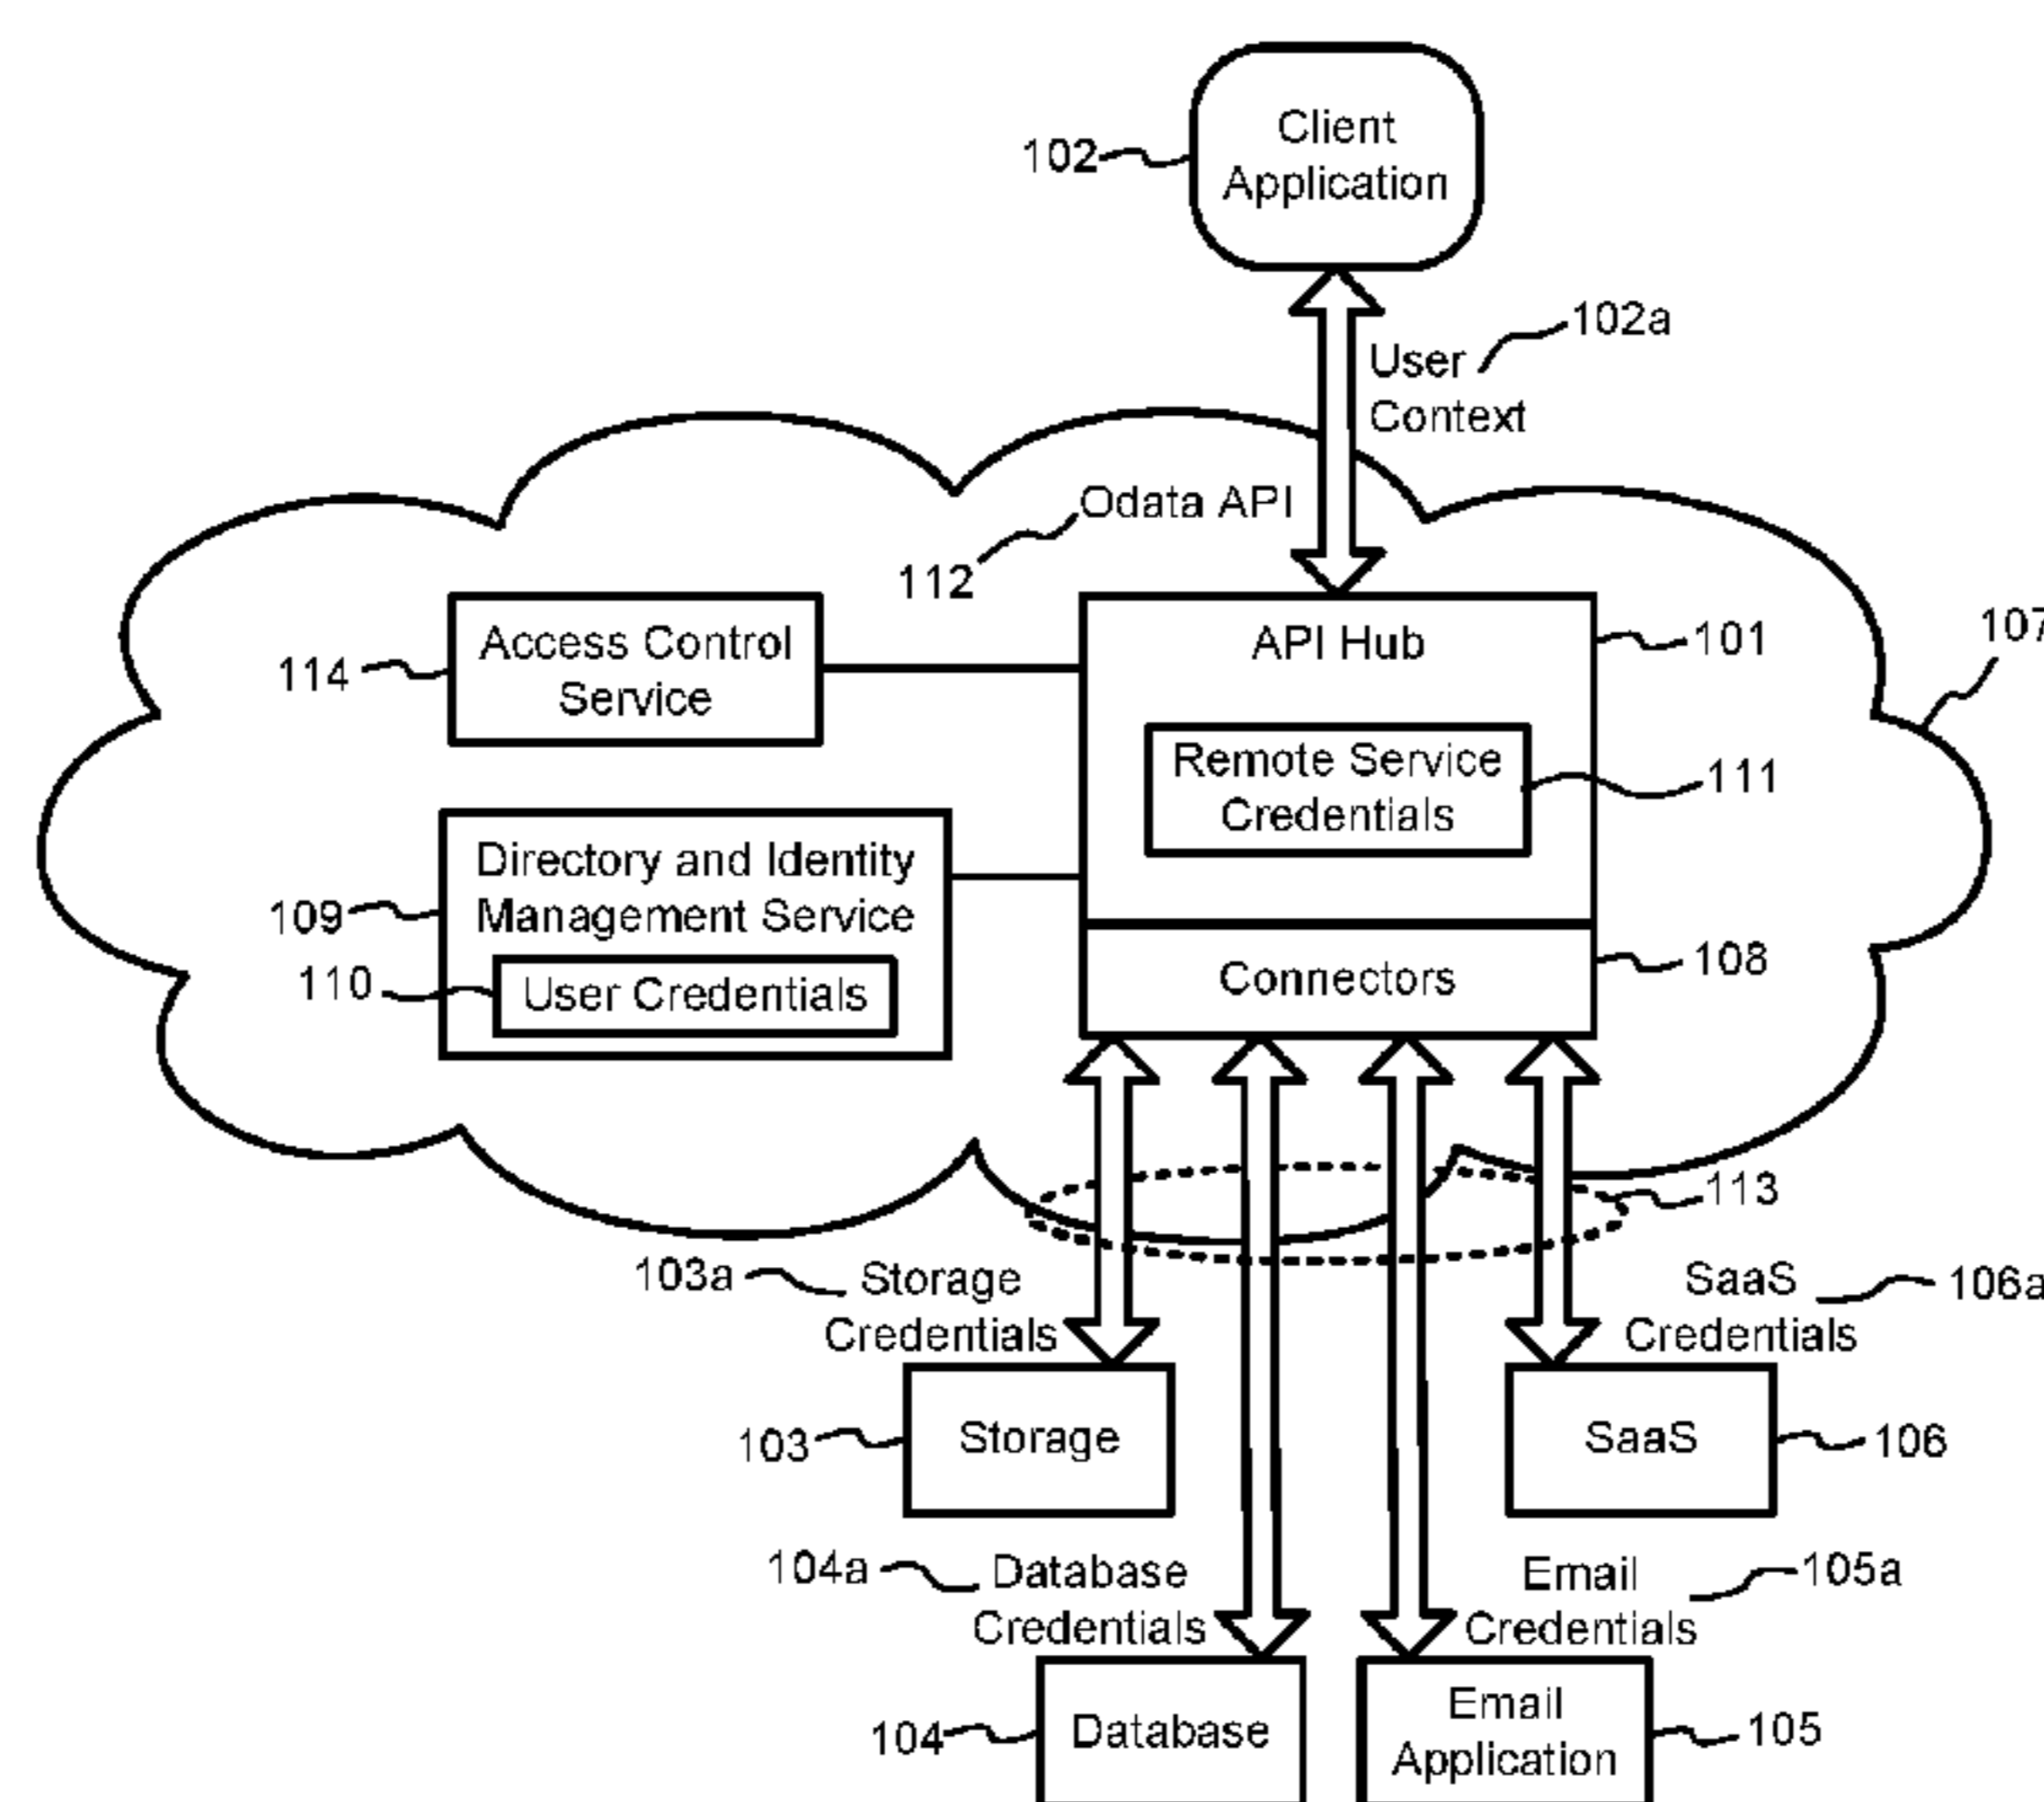 Client
Application
102
102a
User
Context
Odata API
112
Access Control
Service
114
API Hub
101
107
Remote Service
Credentials
111
Directory and Identity
Management Service
109
110
User Credentials
Connectors
108
113
103a
Storage
Credentials
SaaS
Credentials
106a
103
Storage
SaaS
106
104a
Database
Credentials
Email
Credentials
105a
104
Database
Email
Application
105